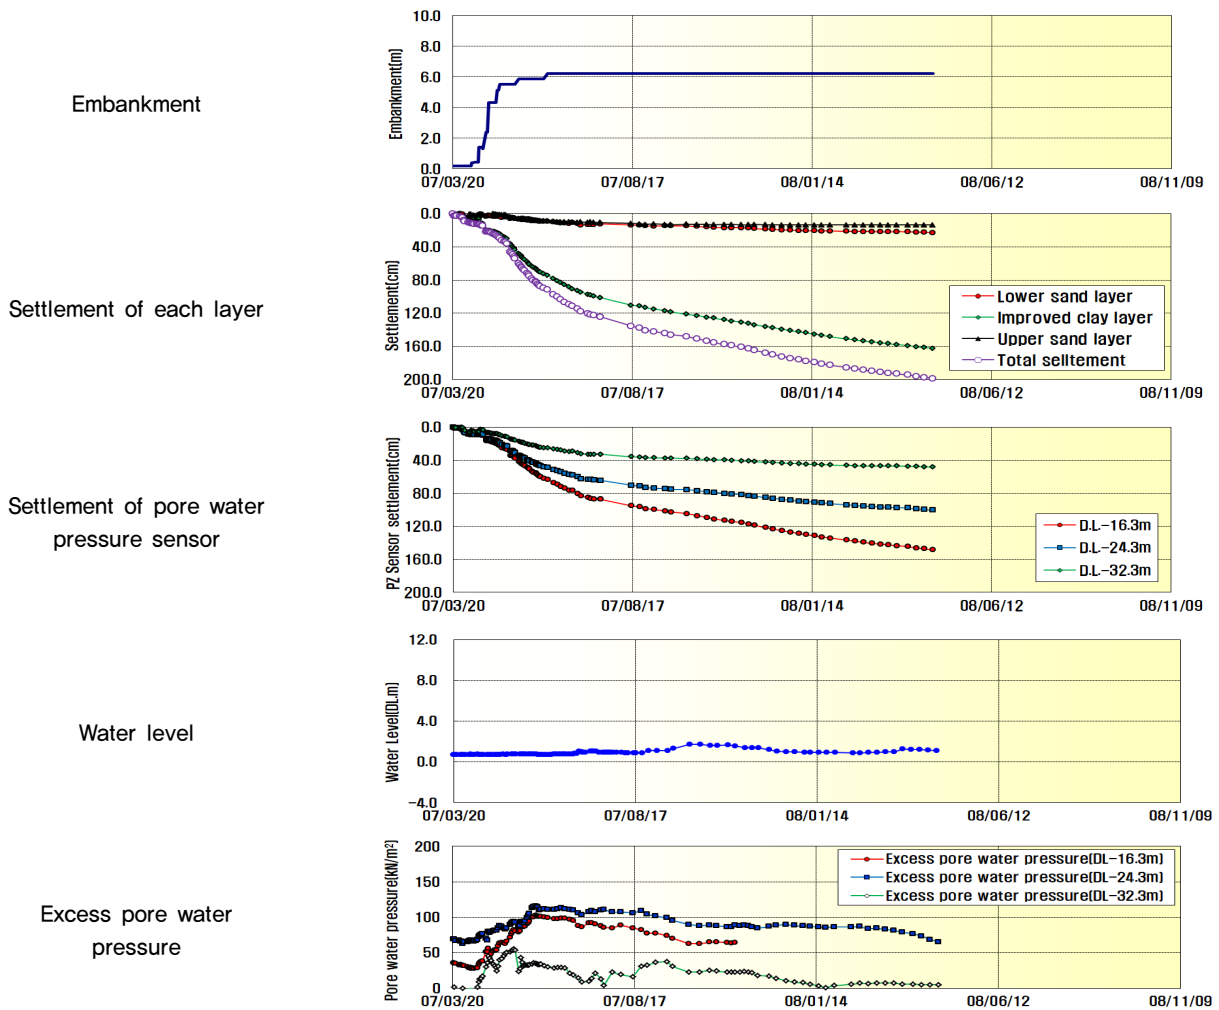 Embankment
Embankment(m)
10.0
8.0
6.0
4.0
2.0
0.0
07/03/20 07/08/17 08/01/14 08/06/12 08/11/09
Settlement of each layer
Settlement(cm)
0.0
40.0
80.0
120.0
160.0
200.0
Lower sand layer
Improved clay layer
Upper sand layer
Total selltement
07/03/20 07/08/17 08/01/14 08/06/12 08/11/09
Settlement of pore water
pressure sensor
PZ Sensor settlement(cm)
0.0
40.0
80.0
120.0
160.0
200.0
D.L.-16.3m
D.L.-24.3m
D.L.-32.3m
07/03/20 07/08/17 08/01/14 08/06/12 08/11/09
Water level
Water Level(DL.m)
12.0
8.0
4.0
0.0
-4.0
07/03/20 07/08/17 08/01/14 08/06/12 08/11/09
Excess pore water
pressure
Pore water pressure(kN/m²)
200
150
100
50
0
Excess pore water pressure(DL-16.3m)
Excess pore water pressure(DL-24.3m)
Excess pore water pressure(DL-32.3m)
07/03/20 07/08/17 08/01/14 08/06/12 08/11/09